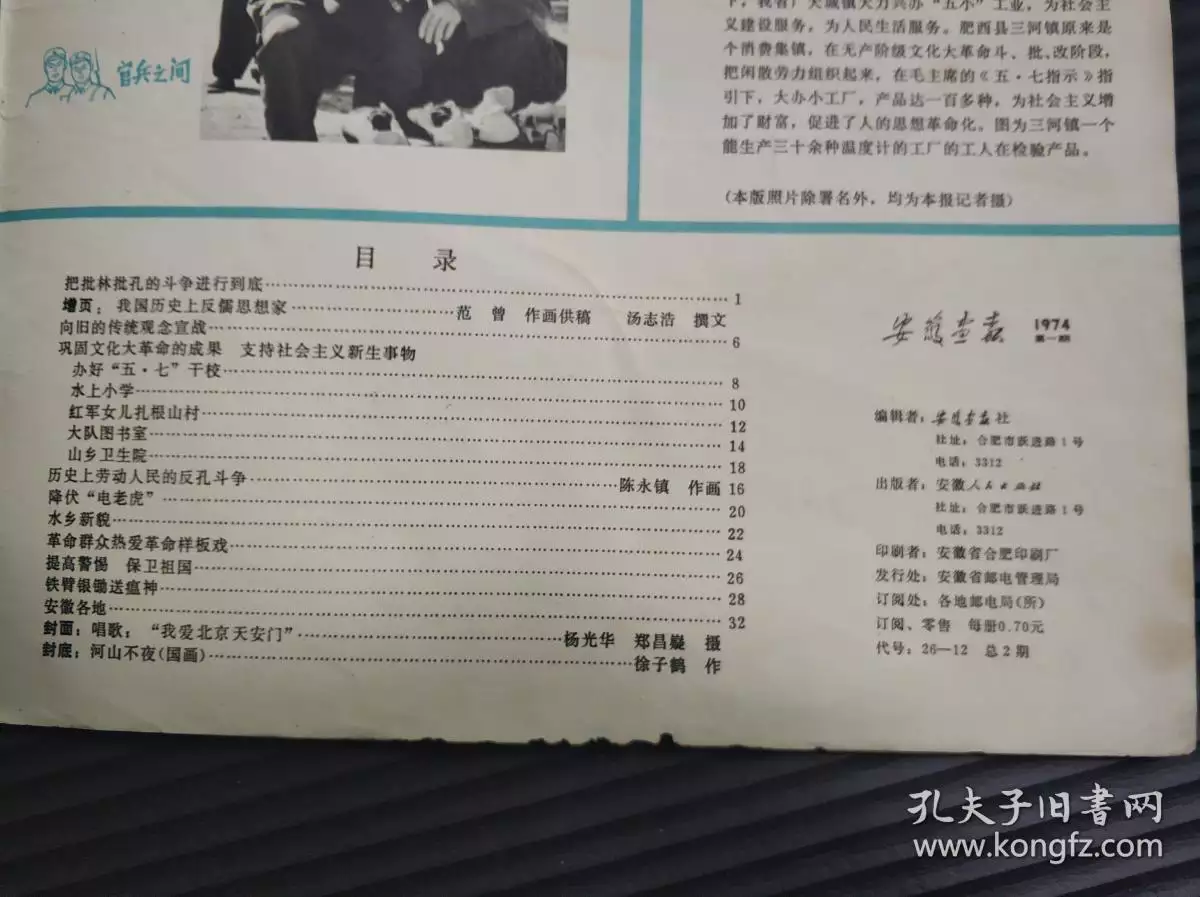 官兵之间
下，我省广大城镇大力兴办“五小”工业，为社会主
义建设服务，为人民生活服务。肥西县三河镇原来是
个消费集镇，在无产阶级文化大革命斗、批、改阶段，
把闲散劳力组织起来，在毛主席的《五·七指示》指
引下，大办小工厂，产品达一百多种，为社会主义增
加了财富，促进了人的思想革命化。图为三河镇一个
能生产三十余种温度计的工厂的工人在检验产品。
（本版照片除署名外，均为本报记者摄）
目 录
把批林批孔的斗争进行到底…………1
增页：我国历史上反儒思想家…………范 曾 作画供稿 汤志浩 撰文
向旧的传统观念宣战…………6
巩固文化大革命的成果 支持社会主义新生事物
办好“五·七”干校…………8
水上小学…………10
红军女儿扎根山村…………12
大队图书室…………14
山乡卫生院…………18
历史上劳动人民的反孔斗争…………陈永镇 作画 16
降伏“电老虎”…………20
水乡新貌…………22
革命群众热爱革命样板戏…………24
提高警惕 保卫祖国…………26
铁臂银锄送瘟神…………28
安徽各地…………32
封面：唱歌：“我爱北京天安门”…………杨光华 郑昌嶷 摄
封底：河山不夜（国画）…………徐子鹤 作
安徽画报 1974
第一期
编辑者：安徽画报社
社址：合肥市跃进路1号
电话：3312
出版者：安徽人民出版社
社址：合肥市跃进路1号
电话：3312
印刷者：安徽省合肥印刷厂
发行处：安徽省邮电管理局
订阅处：各地邮电局（所）
订阅、零售 每册0.70元
代号：26—12 总2期
孔夫子旧书网
www.kongfz.com